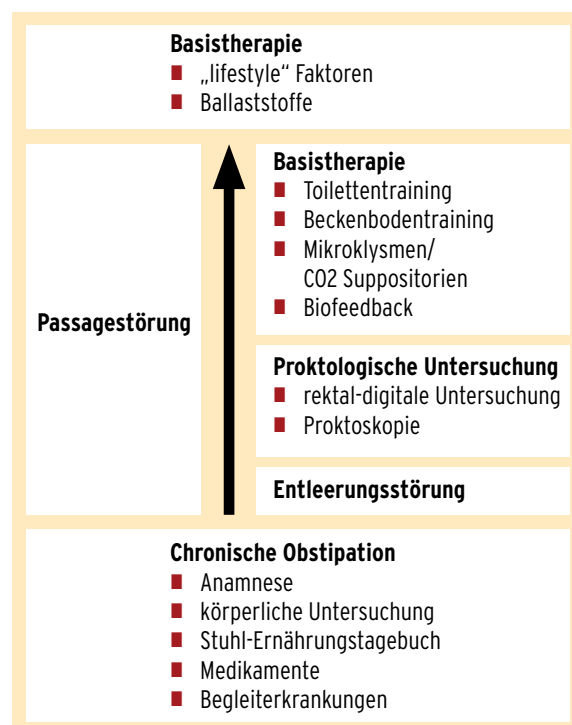 Basistherapie
■ „lifestyle“ Faktoren
■ Ballaststoffe
Passagestörung
Basistherapie
■ Toilettentraining
■ Beckenbodentraining
■ Mikroklysmen/
CO2 Suppositorien
■ Biofeedback
Proktologische Untersuchung
■ rektal-digitale Untersuchung
■ Proktoskopie
Entleerungsstörung
Chronische Obstipation
■ Anamnese
■ körperliche Untersuchung
■ Stuhl-Ernährungstagebuch
■ Medikamente
■ Begleiterkrankungen